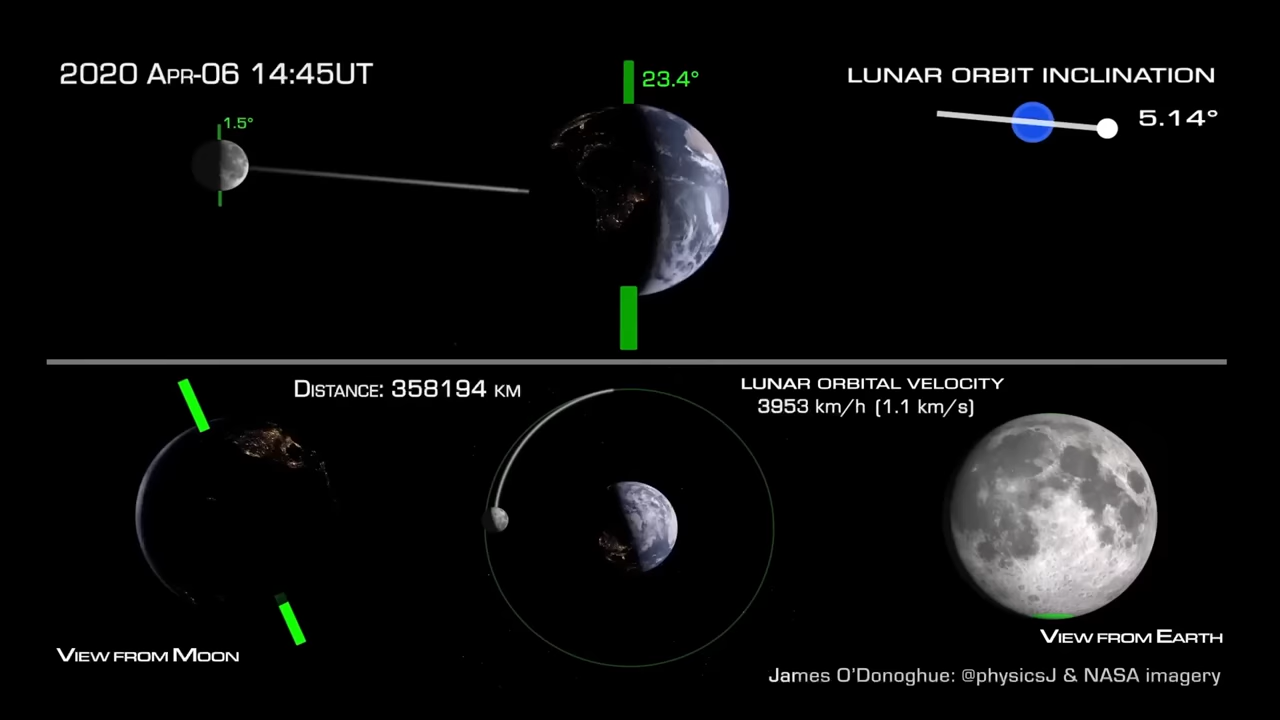 2020 Apr-06 14:45UT
1.5°
23.4°
LUNAR ORBIT INCLINATION
5.14°
Distance: 358194 km
LUNAR ORBITAL VELOCITY
3953 km/h (1.1 km/s)
View from Moon
View from Earth
James O'Donoghue: @physicsJ & NASA imagery